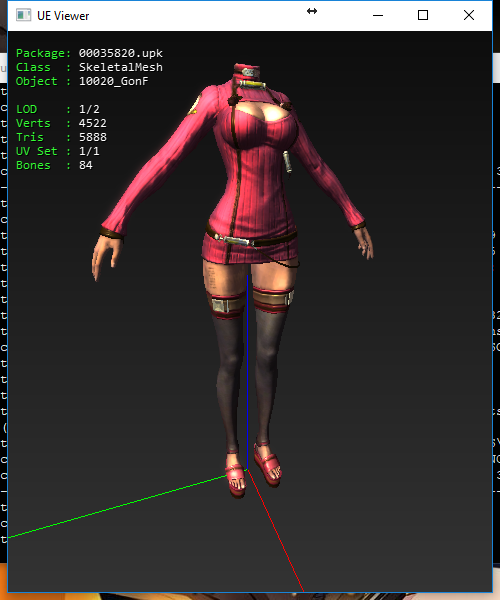 UE Viewer
Package: 00035820.upk
Class : SkeletalMesh
Object : 10020_GonF
LOD : 1/2
Verts : 4522
Tris : 5888
UV Set : 1/1
Bones : 84